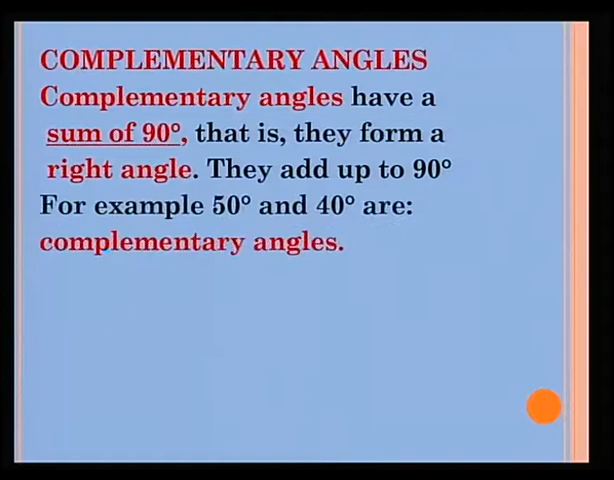 COMPLEMENTARY ANGLES
Complementary angles have a
sum of 90°, that is, they form a
right angle. They add up to 90°
For example 50° and 40° are:
complementary angles.